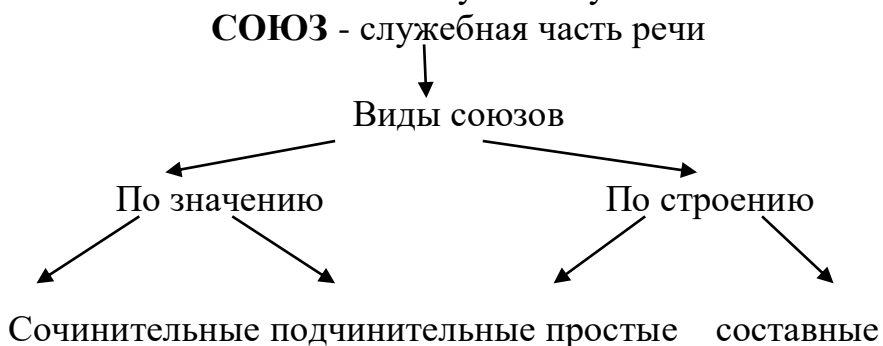 СОЮЗ - служебная часть речи
Виды союзов
По значению По строению
Сочинительные подчинительные простые составные